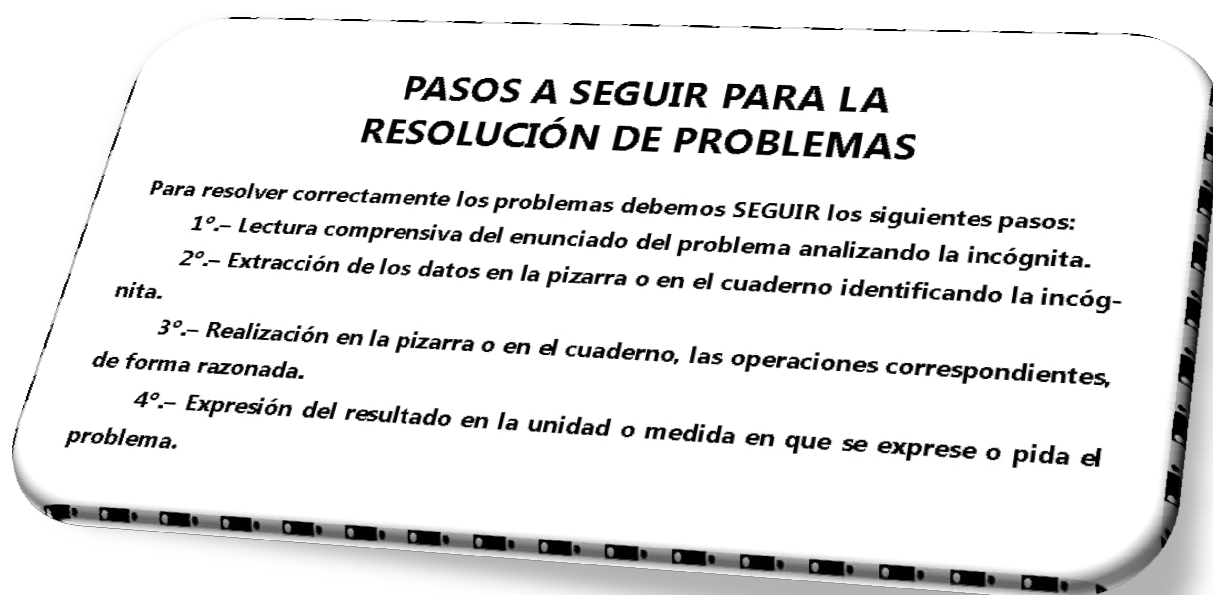 PASOS A SEGUIR PARA LA
RESOLUCIÓN DE PROBLEMAS
Para resolver correctamente los problemas debemos SEGUIR los siguientes pasos:
1º.– Lectura comprensiva del enunciado del problema analizando la incógnita.
2º.– Extracción de los datos en la pizarra o en el cuaderno identificando la incóg-
nita.
3º.– Realización en la pizarra o en el cuaderno, las operaciones correspondientes,
de forma razonada.
4º.– Expresión del resultado en la unidad o medida en que se exprese o pida el
problema.